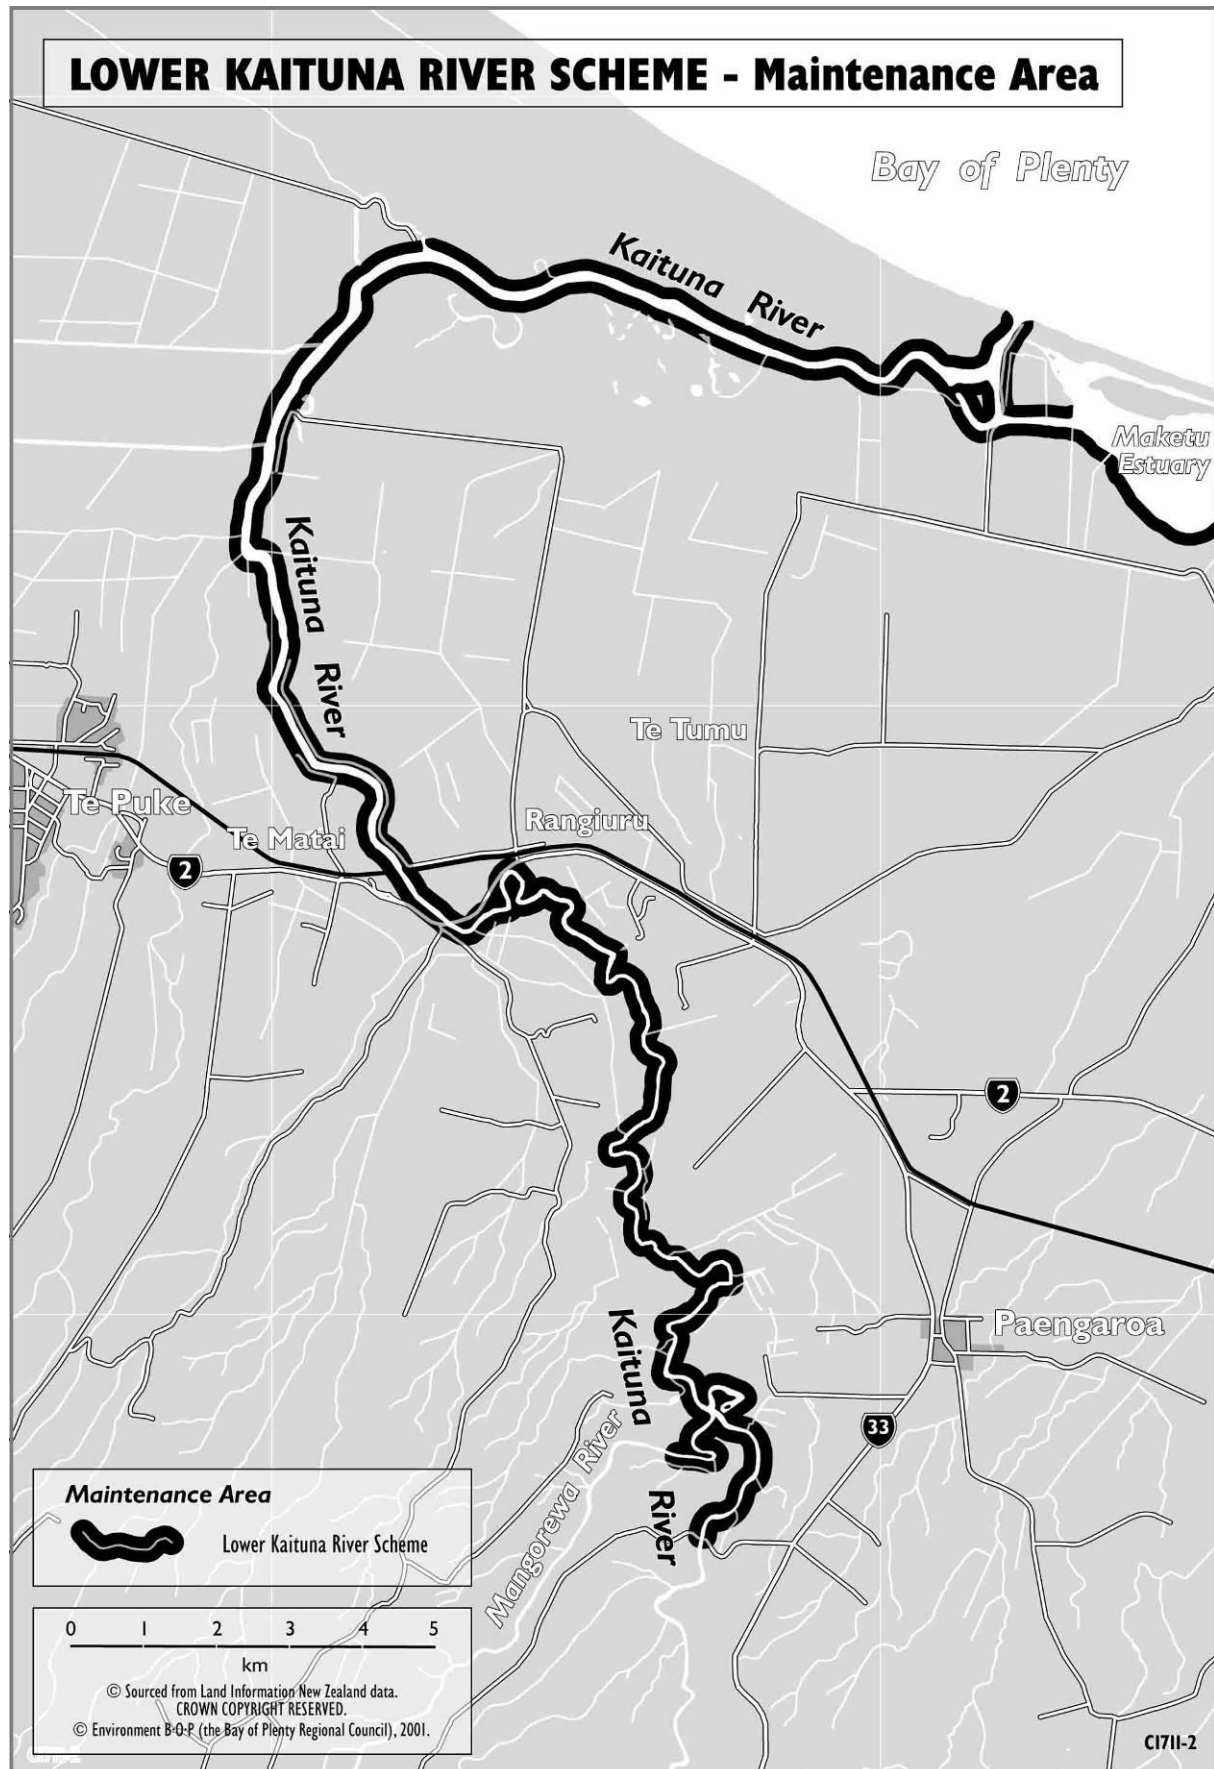 LOWER KAITUNA RIVER SCHEME - Maintenance Area
Bay of Plenty
Kaituna River
Maketu
Estuary
Kaituna River
Te Tumu
Te Puke
Rangiuru
Te Matai
2
2
Kaituna River
Paengaroa
33
Mangorewa River
Maintenance Area
Lower Kaituna River Scheme
0 1 2 3 4 5
km
© Sourced from Land Information New Zealand data.
CROWN COPYRIGHT RESERVED.
© Environment B·O·P (the Bay of Plenty Regional Council), 2001.
C1711-2